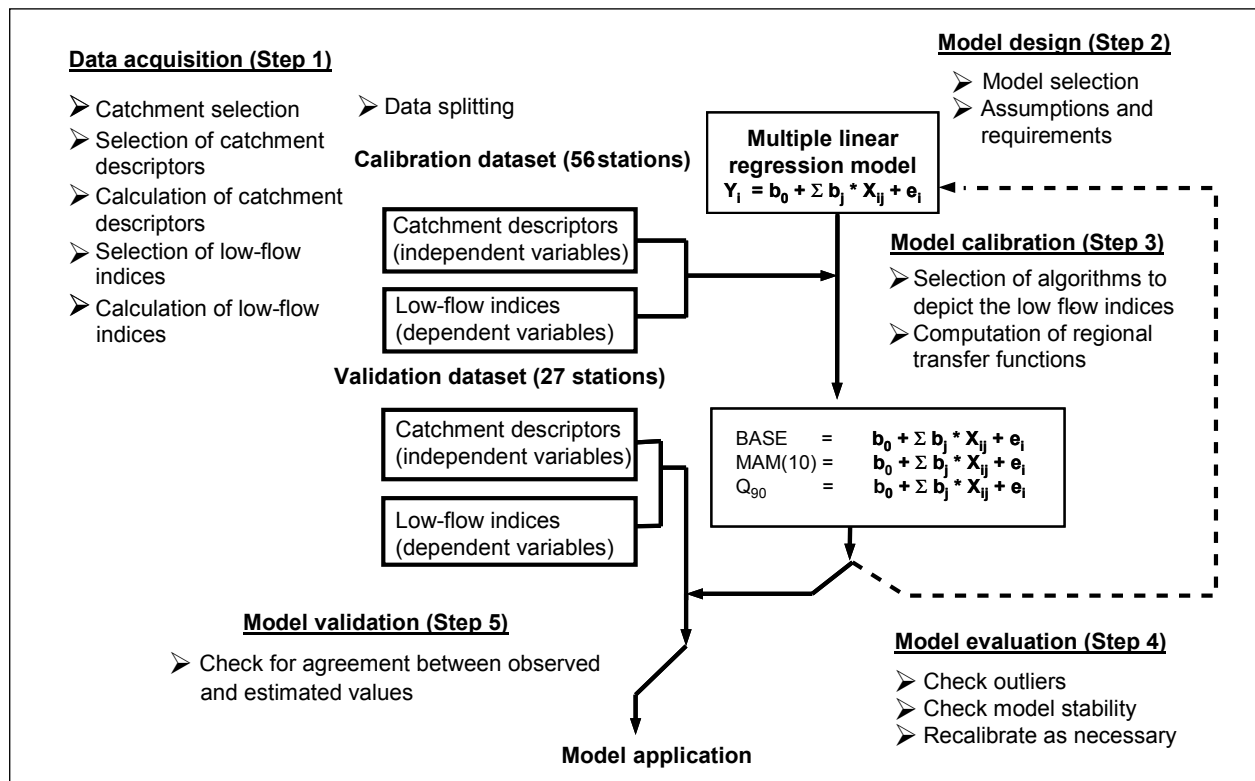 Data acquisition (Step 1)
➢ Catchment selection
➢ Selection of catchment
descriptors
➢ Calculation of catchment
descriptors
➢ Selection of low-flow
indices
➢ Calculation of low-flow
indices
➢ Data splitting
Calibration dataset (56 stations)
Catchment descriptors
(independent variables)
Low-flow indices
(dependent variables)
Validation dataset (27 stations)
Catchment descriptors
(independent variables)
Low-flow indices
(dependent variables)
Model design (Step 2)
➢ Model selection
➢ Assumptions and
requirements
Multiple linear
regression model
Yi = b0 + Σ bj * Xij + ei
Model calibration (Step 3)
➢ Selection of algorithms to
depict the low flow indices
➢ Computation of regional
transfer functions
BASE = b0 + Σ bj * Xij + ei
MAM(10) = b0 + Σ bj * Xij + ei
Q90 = b0 + Σ bj * Xij + ei
Model evaluation (Step 4)
➢ Check outliers
➢ Check model stability
➢ Recalibrate as necessary
Model validation (Step 5)
➢ Check for agreement between observed
and estimated values
Model application